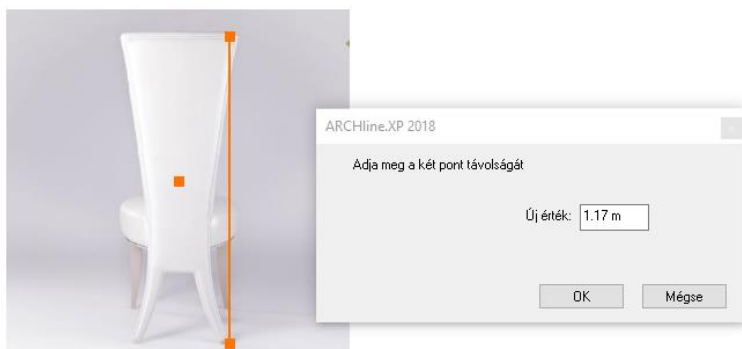 ARCHline.XP 2018
Adja meg a két pont távolságát
Új érték: 1.17 m
OK Mégse